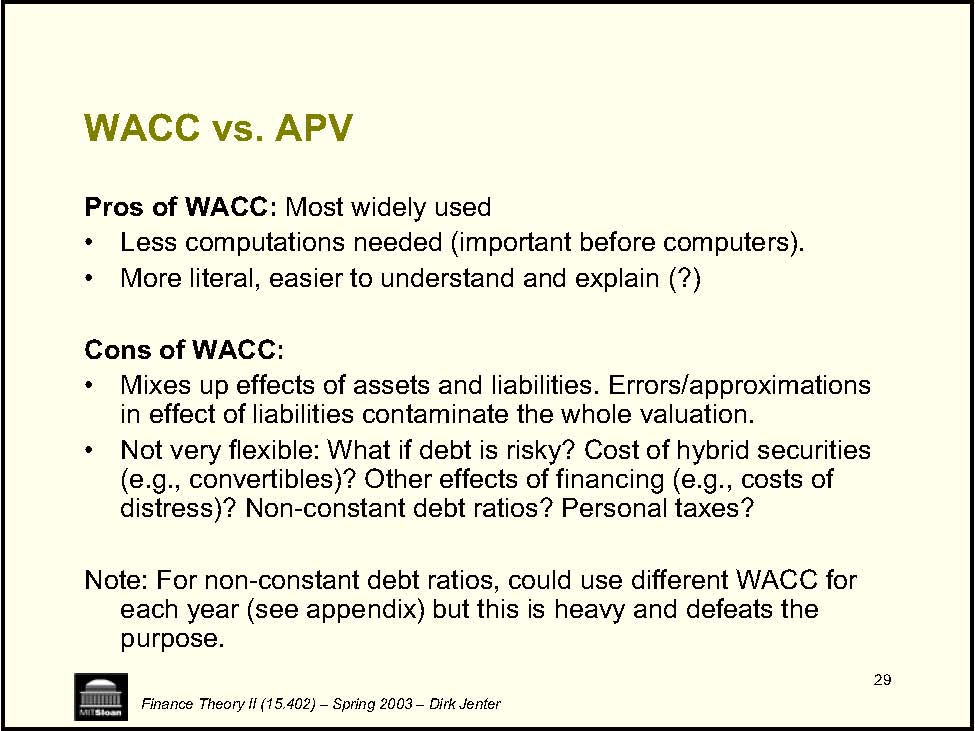 WACC vs. APV
Pros of WACC: Most widely used
• Less computations needed (important before computers).
• More literal, easier to understand and explain (?)
Cons of WACC:
• Mixes up effects of assets and liabilities. Errors/approximations
in effect of liabilities contaminate the whole valuation.
• Not very flexible: What if debt is risky? Cost of hybrid securities
(e.g., convertibles)? Other effects of financing (e.g., costs of
distress)? Non-constant debt ratios? Personal taxes?
Note: For non-constant debt ratios, could use different WACC for
each year (see appendix) but this is heavy and defeats the
purpose.
29
MITSloan
Finance Theory II (15.402) – Spring 2003 – Dirk Jenter